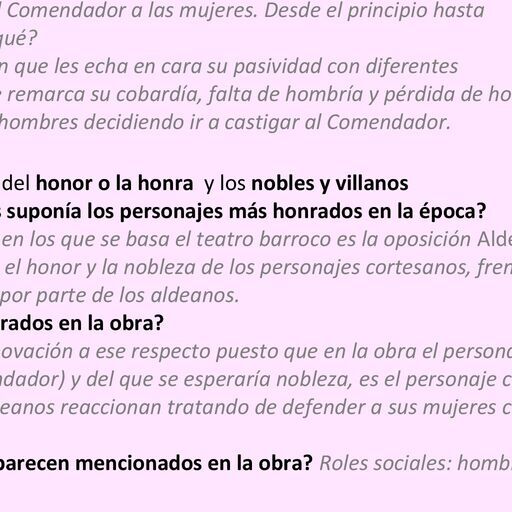 Comendador a las mujeres. Desde el principio hasta
qué?
n que les echa en cara su pasividad con diferentes
remarca su cobardía, falta de hombría y pérdida de ho
hombres decidiendo ir a castigar al Comendador.
del honor o la honra y los nobles y villanos
s suponía los personajes más honrados en la época?
en los que se basa el teatro barroco es la oposición Alde
el honor y la nobleza de los personajes cortesanos, fren
por parte de los aldeanos.
rados en la obra?
ovación a ese respecto puesto que en la obra el persona
ndador) y del que se esperaría nobleza, es el personaje c
eanos reaccionan tratando de defender a sus mujeres c
parecen mencionados en la obra? Roles sociales: homb